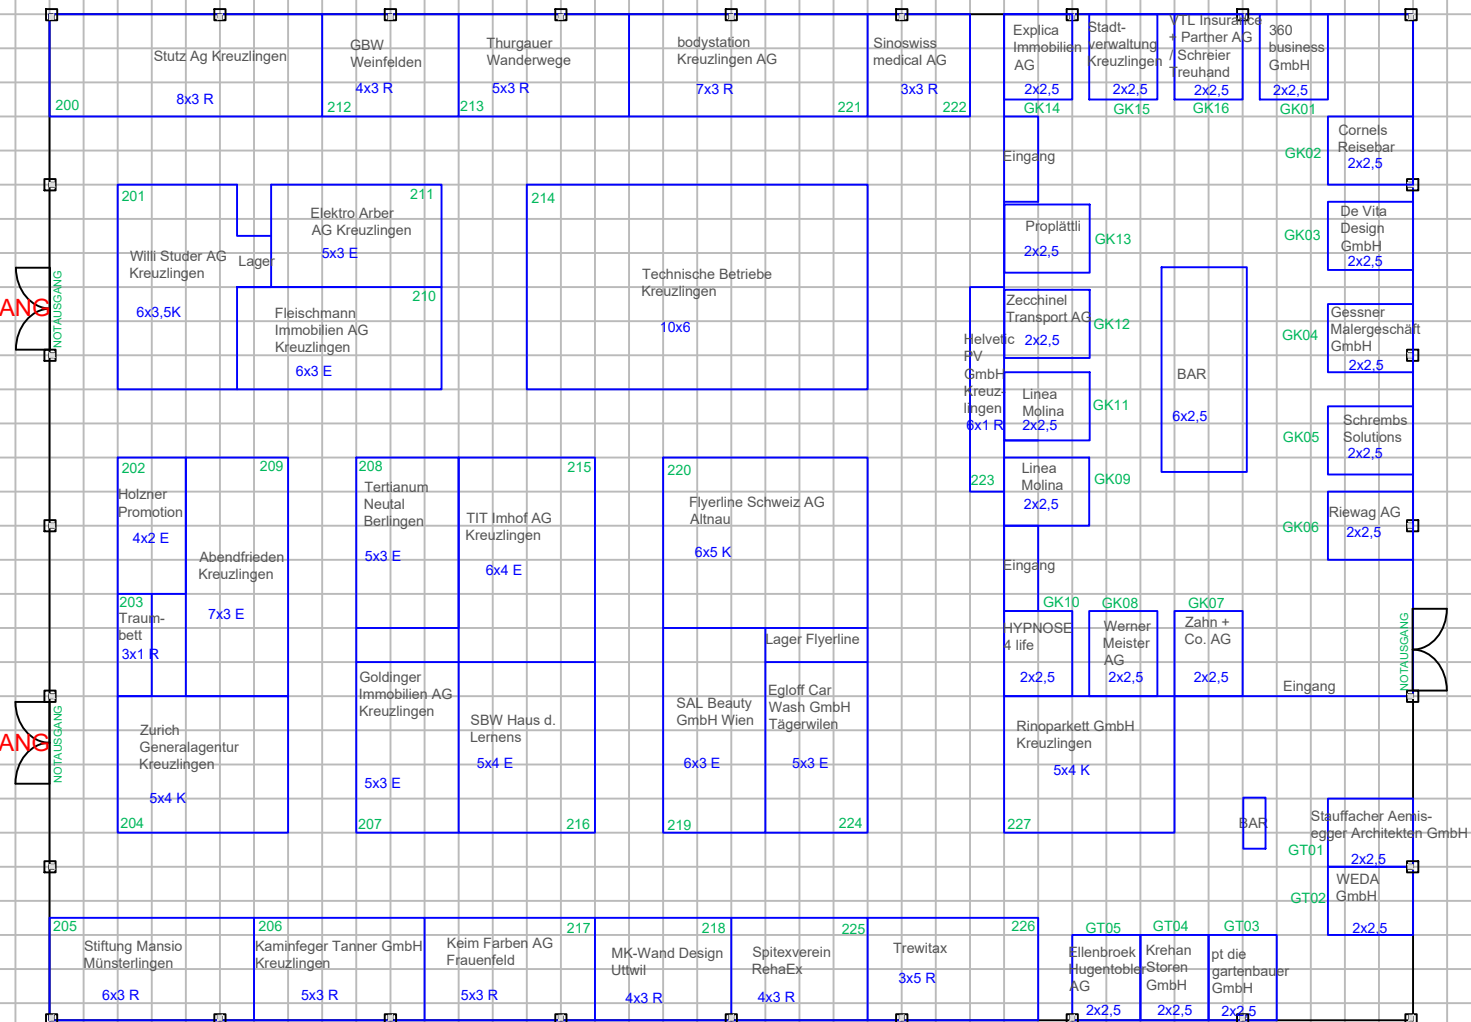 Stutz Ag Kreuzlingen
8x3 R
200
GBW
Weinfelden
4x3 R
212
Thurgauer
Wanderwege
5x3 R
213
bodystation
Kreuzlingen AG
7x3 R
221
Sinoswiss
medical AG
3x3 R
222
Explica
Immobilien
AG
2x2,5
GK14
Stadt-
verwaltung
Kreuzlingen
2x2,5
GK15
VTL Insurance
+ Partner AG
/ Schreier
Treuhand
2x2,5
GK16
360
business
GmbH
2x2,5
GK01
Eingang
Cornels
Reisebar
2x2,5
GK02
201
Willi Studer AG
Kreuzlingen
6x3,5K
Lager
211
Elektro Arber
AG Kreuzlingen
5x3 E
210
Fleischmann
Immobilien AG
Kreuzlingen
6x3 E
214
Technische Betriebe
Kreuzlingen
10x6
Proplättli
2x2,5
GK13
De Vita
Design
GmbH
2x2,5
GK03
ANG
NOTAUSGANG
Helvetic
PV
GmbH
Kreuz-
lingen
6x1 R
223
Zecchinel
Transport AG
2x2,5
GK12
BAR
6x2,5
Gessner
Malergeschäft
GmbH
2x2,5
GK04
Linea
Molina
2x2,5
GK11
Schrembs
Solutions
2x2,5
GK05
202
Holzner
Promotion
4x2 E
209
Abendfrieden
Kreuzlingen
7x3 E
203
Traum-
bett
3x1 R
208
Tertianum
Neutal
Berlingen
5x3 E
215
TIT Imhof AG
Kreuzlingen
6x4 E
220
Flyerline Schweiz AG
Altnau
6x5 K
Linea
Molina
2x2,5
GK09
Riewag AG
2x2,5
GK06
Eingang
GK10
HYPNOSE
4 life
2x2,5
GK08
Werner
Meister
AG
2x2,5
GK07
Zahn +
Co. AG
2x2,5
Eingang
NOTAUSGANG
ANG
NOTAUSGANG
Zurich
Generalagentur
Kreuzlingen
5x4 K
204
Goldinger
Immobilien AG
Kreuzlingen
5x3 E
207
SBW Haus d.
Lernens
5x4 E
216
SAL Beauty
GmbH Wien
6x3 E
219
Lager Flyerline
Egloff Car
Wash GmbH
Tägerwilen
5x3 E
224
Rinoparkett GmbH
Kreuzlingen
5x4 K
227
BAR
Stauffacher Aemis-
egger Architekten GmbH
2x2,5
GT01
WEDA
GmbH
2x2,5
GT02
205
Stiftung Mansio
Münsterlingen
6x3 R
206
Kaminfeger Tanner GmbH
Kreuzlingen
5x3 R
217
Keim Farben AG
Frauenfeld
5x3 R
218
MK-Wand Design
Uttwil
4x3 R
225
Spitexverein
RehaEx
4x3 R
226
Trewitax
3x5 R
GT05
Ellenbroek
Hugentobler
AG
2x2,5
GT04
Krehan
Storen
GmbH
2x2,5
GT03
pt die
gartenbauer
GmbH
2x2,5